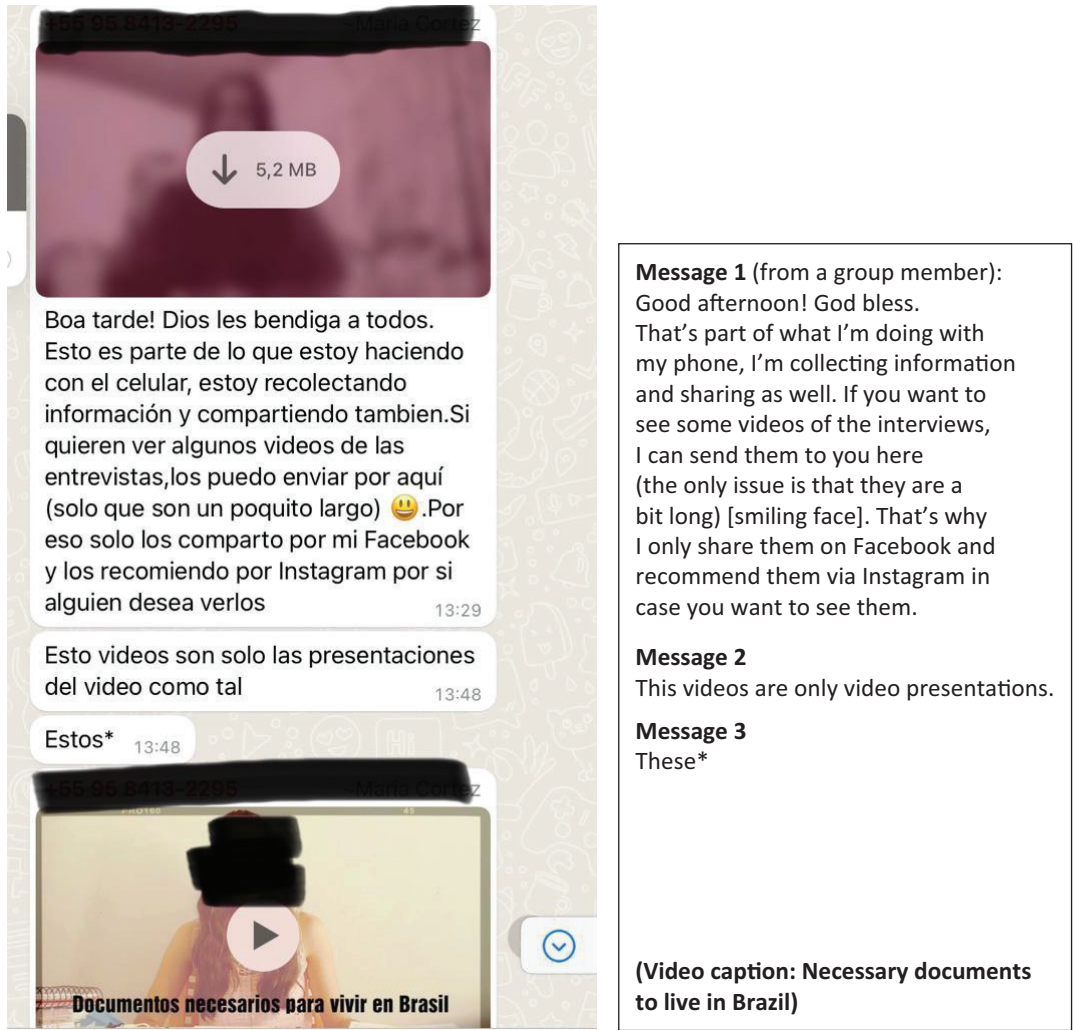 5,2 MB
Boa tarde! Dios les bendiga a todos.
Esto es parte de lo que estoy haciendo
con el celular, estoy recolectando
información y compartiendo tambien.Si
quieren ver algunos videos de las
entrevistas,los puedo enviar por aquí
(solo que son un poquito largo) 😃.Por
eso solo los comparto por mi Facebook
y los recomiendo por Instagram por si
alguien desea verlos
13:29
Esto videos son solo las presentaciones
del video como tal
13:48
Estos*
13:48
Documentos necesarios para vivir en Brasil
Message 1 (from a group member):
Good afternoon! God bless.
That’s part of what I’m doing with
my phone, I’m collecting information
and sharing as well. If you want to
see some videos of the interviews,
I can send them to you here
(the only issue is that they are a
bit long) [smiling face]. That’s why
I only share them on Facebook and
recommend them via Instagram in
case you want to see them.
Message 2
This videos are only video presentations.
Message 3
These*
(Video caption: Necessary documents
to live in Brazil)